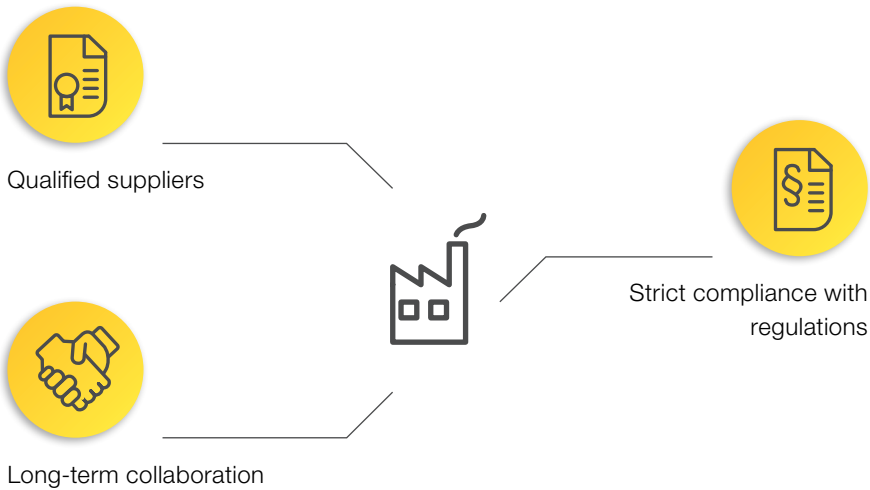 Qualified suppliers
Strict compliance with
regulations
Long-term collaboration